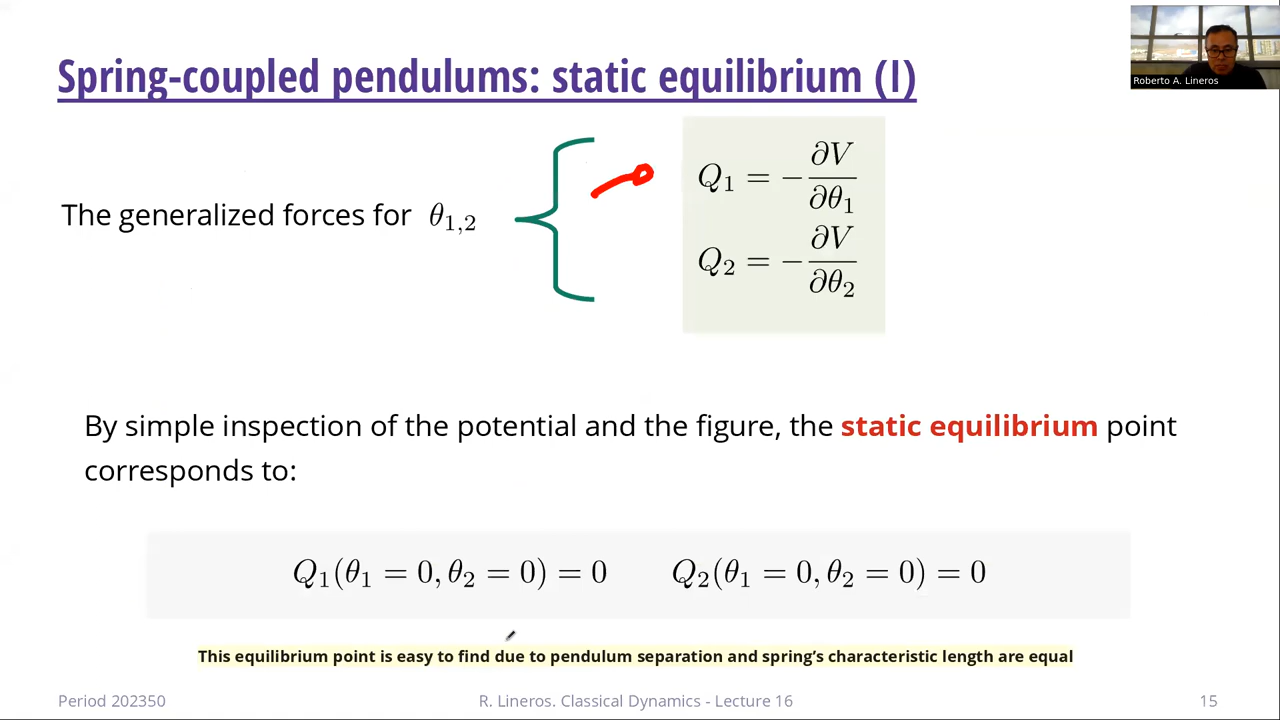 Spring-coupled pendulums: static equilibrium (I)
Roberto A. Lineros
The generalized forces for θ₁,₂
Q₁ = −∂V/∂θ₁
Q₂ = −∂V/∂θ₂
By simple inspection of the potential and the figure, the static equilibrium point
corresponds to:
Q₁(θ₁ = 0, θ₂ = 0) = 0 Q₂(θ₁ = 0, θ₂ = 0) = 0
This equilibrium point is easy to find due to pendulum separation and spring’s characteristic length are equal
Period 202350 R. Lineros. Classical Dynamics - Lecture 16 15